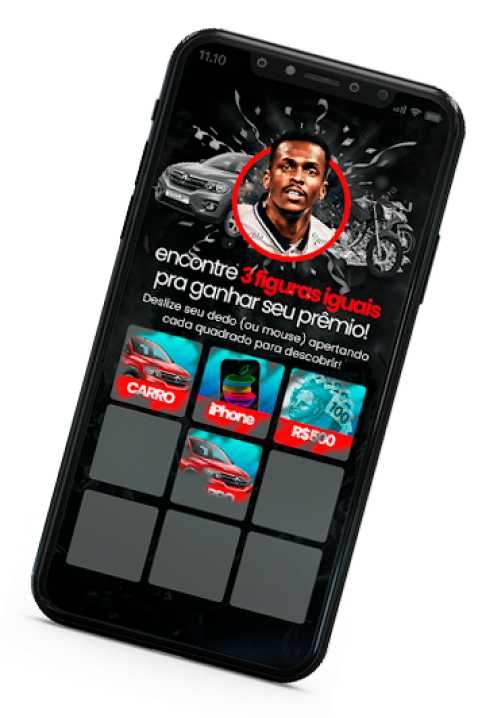 11.10
encontre 3 figuras iguais
pra ganhar seu prêmio!
Deslize seu dedo (ou mouse) apertando
cada quadrado para descobrir!
CARRO
iPhone
100
R$500